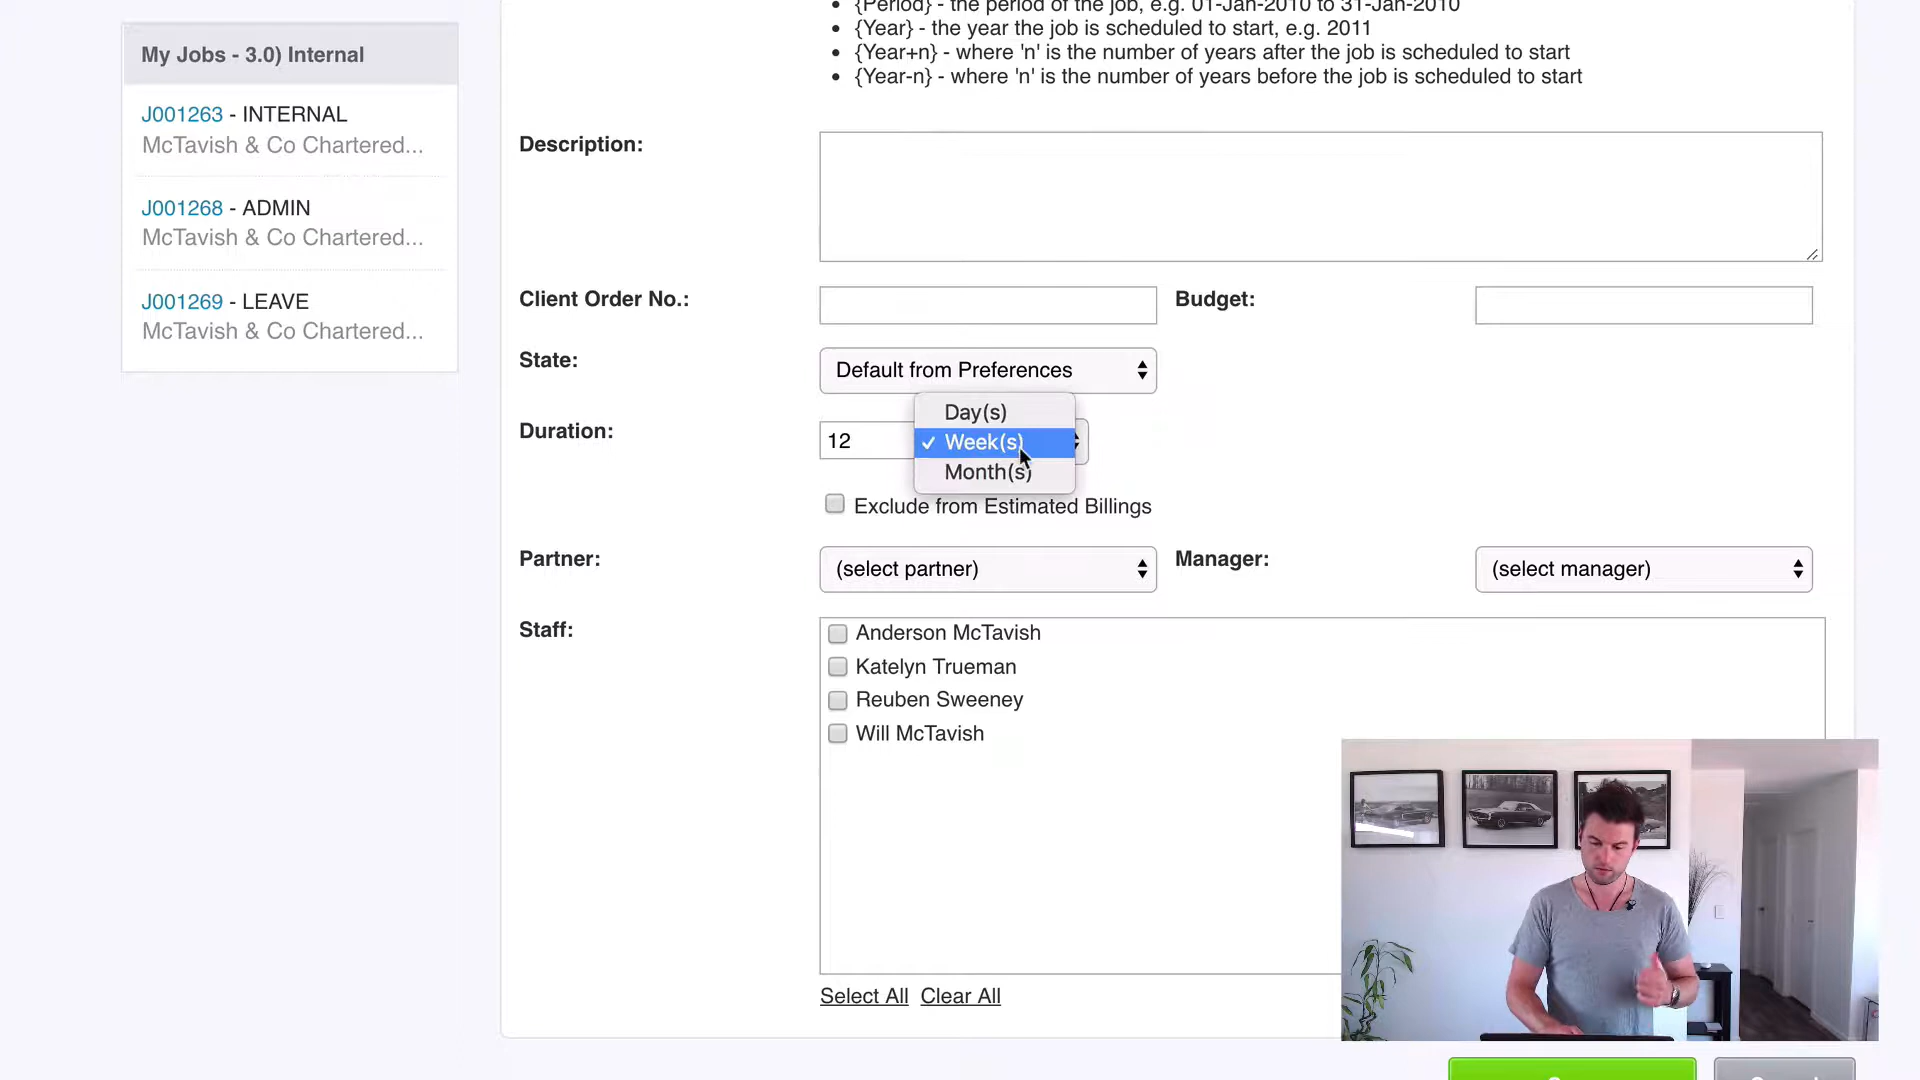 • {Period} - the period of the job, e.g. 01-Jan-2010 to 31-Jan-2010
• {Year} - the year the job is scheduled to start, e.g. 2011
• {Year+n} - where 'n' is the number of years after the job is scheduled to start
• {Year-n} - where 'n' is the number of years before the job is scheduled to start
My Jobs - 3.0) Internal
J001263 - INTERNAL
McTavish & Co Chartered...
J001268 - ADMIN
McTavish & Co Chartered...
J001269 - LEAVE
McTavish & Co Chartered...
Description:
Client Order No.:
Budget:
State:
Default from Preferences
Duration:
12
Day(s)
✓ Week(s)
Month(s)
Exclude from Estimated Billings
Partner:
(select partner)
Manager:
(select manager)
Staff:
Anderson McTavish
Katelyn Trueman
Reuben Sweeney
Will McTavish
Select All Clear All